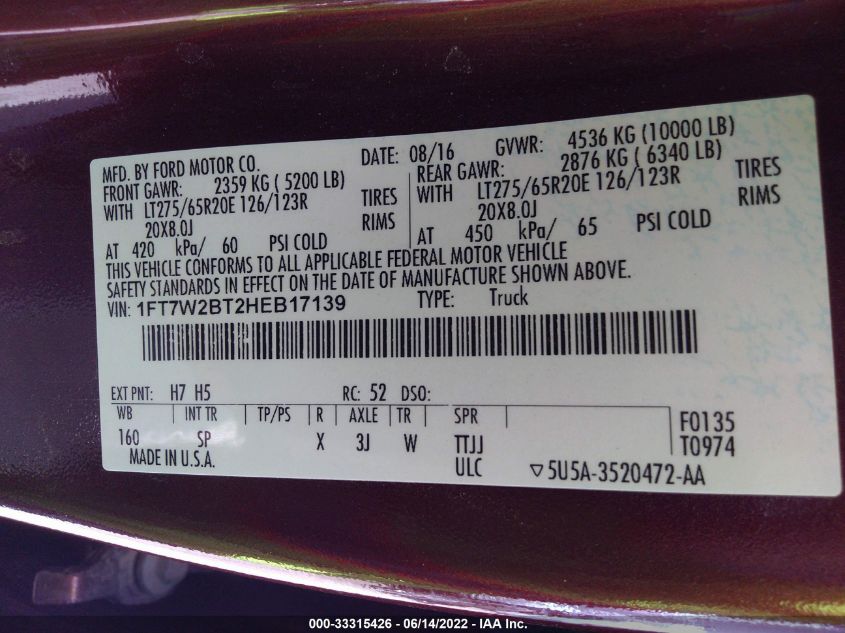 MFD. BY FORD MOTOR CO. DATE: 08/16 GVWR: 4536 KG (10000 LB)
FRONT GAWR: 2359 KG ( 5200 LB) REAR GAWR: 2876 KG ( 6340 LB)
WITH LT275/65R20E 126/123R TIRES WITH LT275/65R20E 126/123R TIRES
20X8.0J RIMS 20X8.0J RIMS
AT 420 kPa/ 60 PSI COLD AT 450 kPa/ 65 PSI COLD
THIS VEHICLE CONFORMS TO ALL APPLICABLE FEDERAL MOTOR VEHICLE
SAFETY STANDARDS IN EFFECT ON THE DATE OF MANUFACTURE SHOWN ABOVE.
VIN: 1FT7W2BT2HEB17139 TYPE: Truck
EXT PNT: H7 H5 RC: 52 DSO:
WB INT TR TP/PS R AXLE TR SPR F0135
160 SP X 3J W TTJJ T0974
MADE IN U.S.A. ULC ▽5U5A-3520472-AA
000-33315426 - 06/14/2022 - IAA Inc.